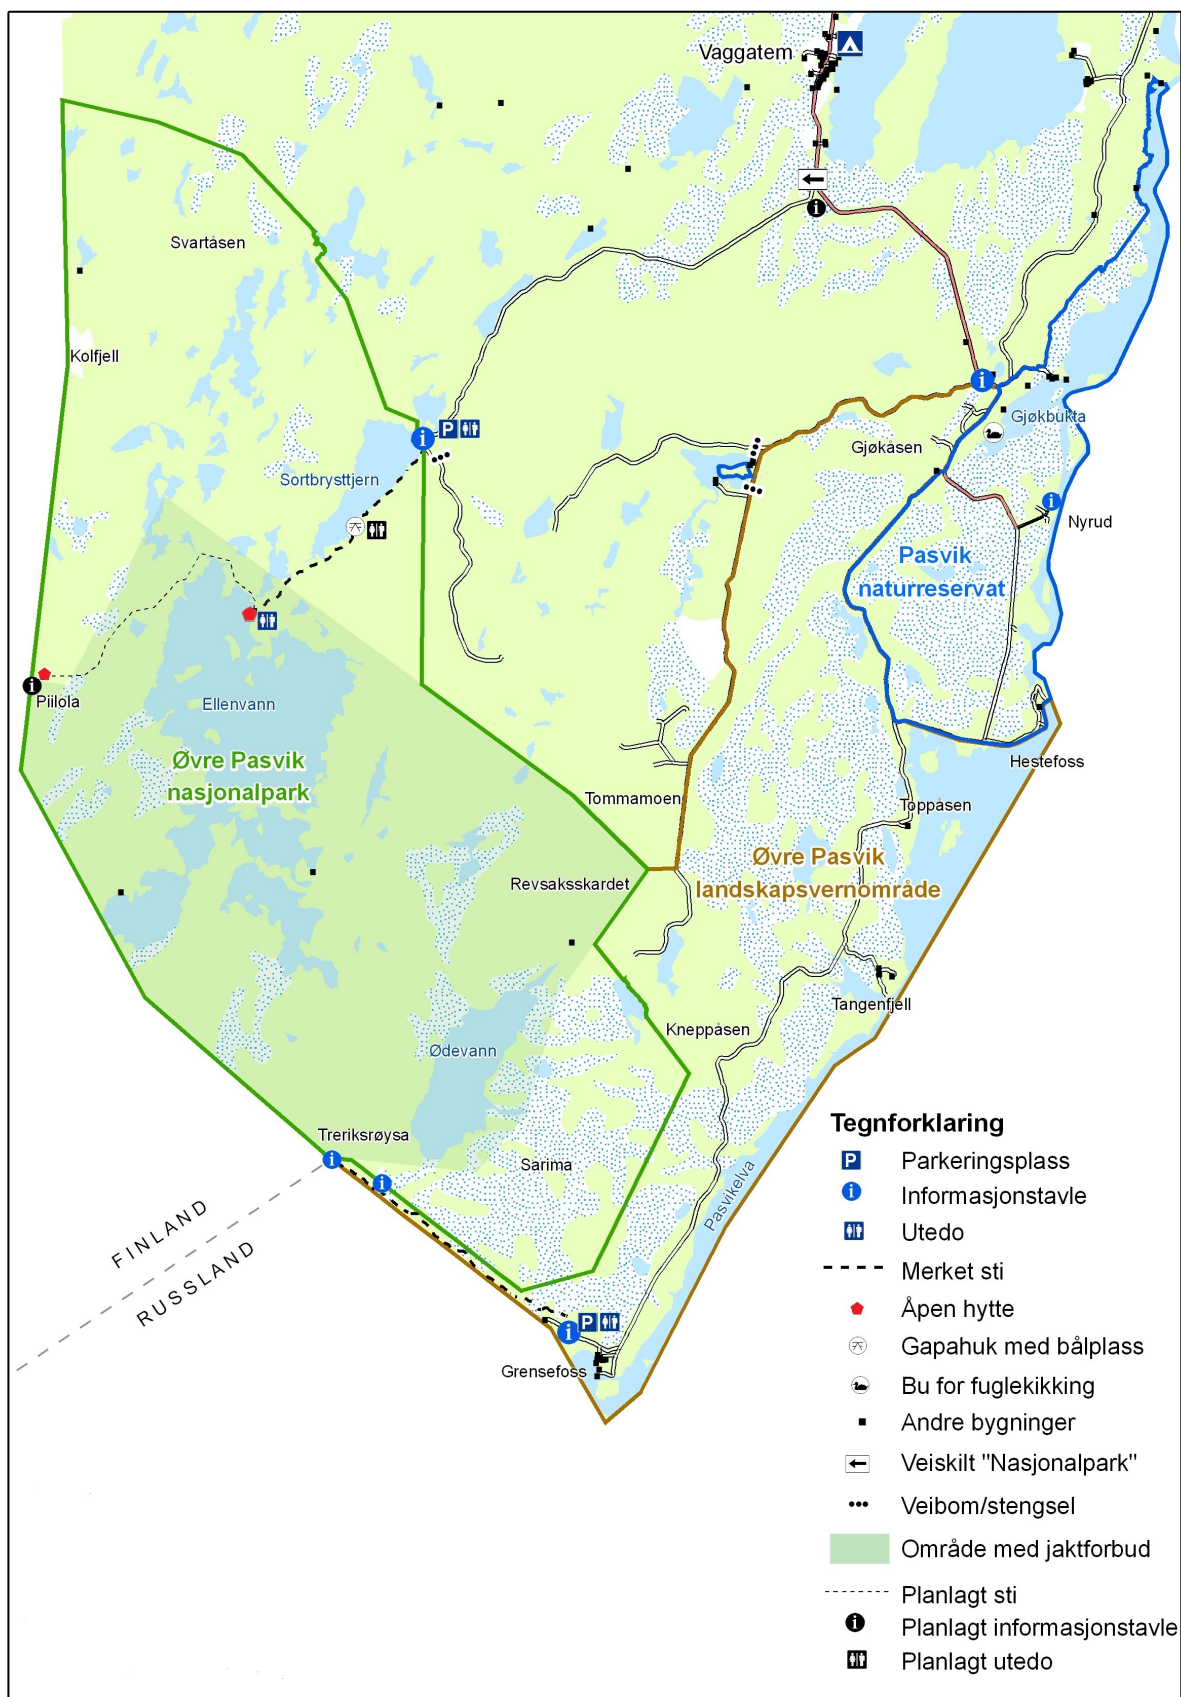 Vaggatem
Svartåsen
Kolfjell
Sortbrysttjern
Gjøkbukta
Gjøkåsen
Nyrud
Pasvik
naturreservat
Piilola
Ellenvann
Øvre Pasvik
nasjonalpark
Hestefoss
Tommamoen
Toppåsen
Øvre Pasvik
landskapsvernområde
Revsaksskardet
Tangenfjell
Kneppåsen
Ødevann
Treriksrøysa
Sarima
Pasvikelva
FINLAND
RUSSLAND
Grensefoss
Tegnforklaring
P Parkeringsplass
i Informasjonstavle
Utedo
Merket sti
Åpen hytte
Gapahuk med bålplass
Bu for fuglekikking
Andre bygninger
Veiskilt "Nasjonalpark"
Veibom/stengsel
Område med jaktforbud
Planlagt sti
i Planlagt informasjonstavle
Planlagt utedo